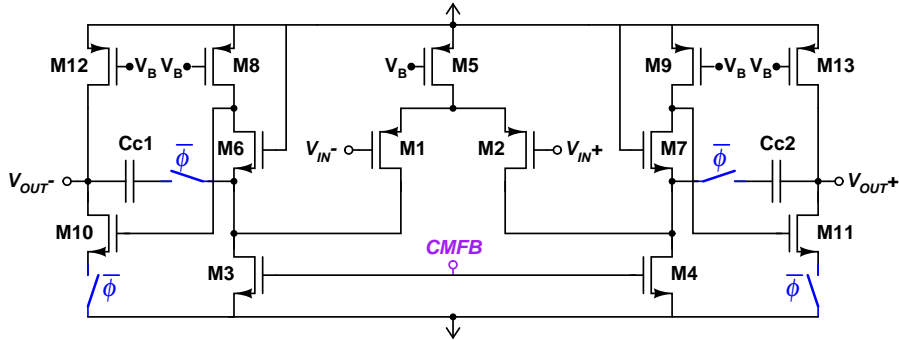 M12 V_B V_B M8 M5 V_B M9 V_B V_B M13
Cc1 M6 V_IN- M1 M2 V_IN+ M7 Cc2
V_OUT- ϕ̅ ϕ̅ V_OUT+
M10 M11
CMFB
ϕ̅ M3 M4 ϕ̅